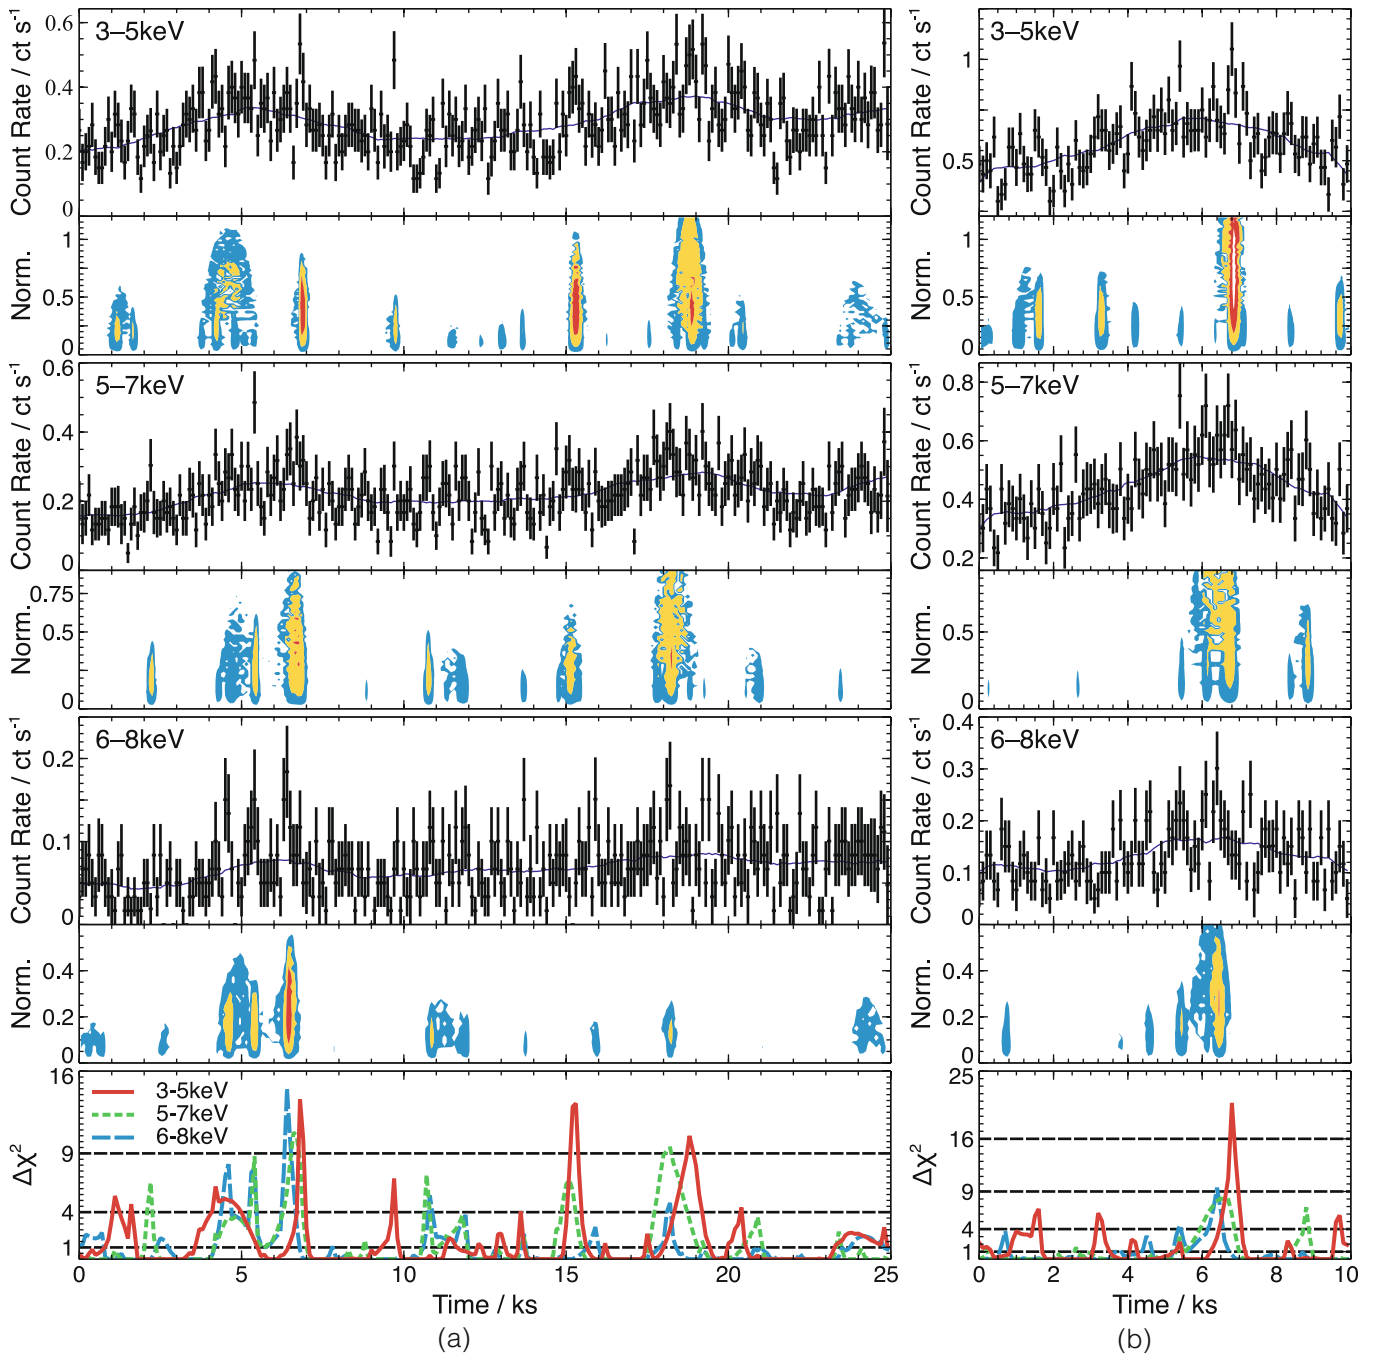 3–5keV
Count Rate / ct s⁻¹
0.6
0.4
0.2
0
Norm.
1
0.5
0
5–7keV
Count Rate / ct s⁻¹
0.6
0.4
0.2
0
Norm.
0.75
0.5
0
6–8keV
Count Rate / ct s⁻¹
0.2
0.1
0
Norm.
0.4
0.2
0
3-5keV
5-7keV
6-8keV
Δχ²
16
9
4
1
0 5 10 15 20 25
Time / ks
(a)
3–5keV
Count Rate / ct s⁻¹
1
0.5
Norm.
1
0.5
0
5–7keV
Count Rate / ct s⁻¹
0.8
0.6
0.4
0.2
Norm.
0.5
0
6–8keV
Count Rate / ct s⁻¹
0.4
0.3
0.2
0.1
0
Norm.
0.4
0.2
0
Δχ²
25
16
9
4
1
0 2 4 6 8 10
Time / ks
(b)